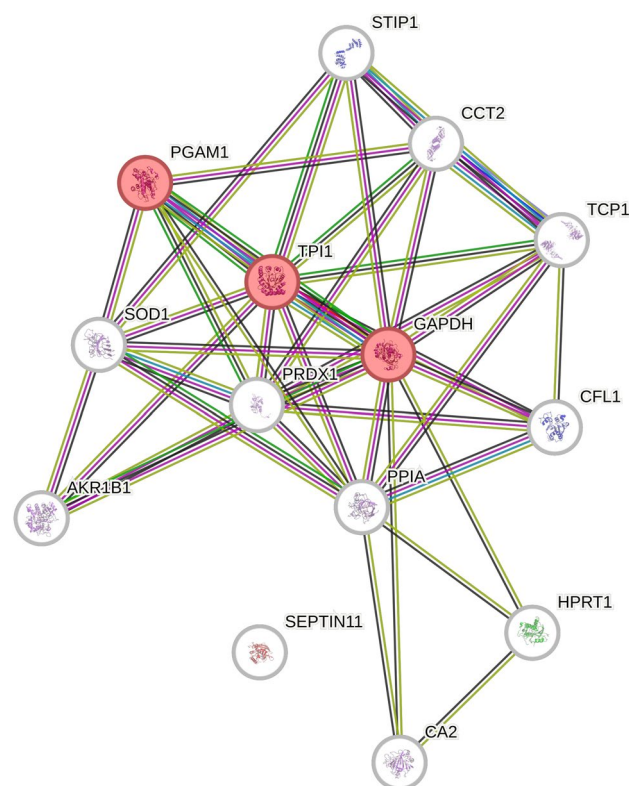 STIP1
CCT2
PGAM1
TCP1
TPI1
SOD1
GAPDH
PRDX1
CFL1
PPIA
AKR1B1
HPRT1
SEPTIN11
CA2